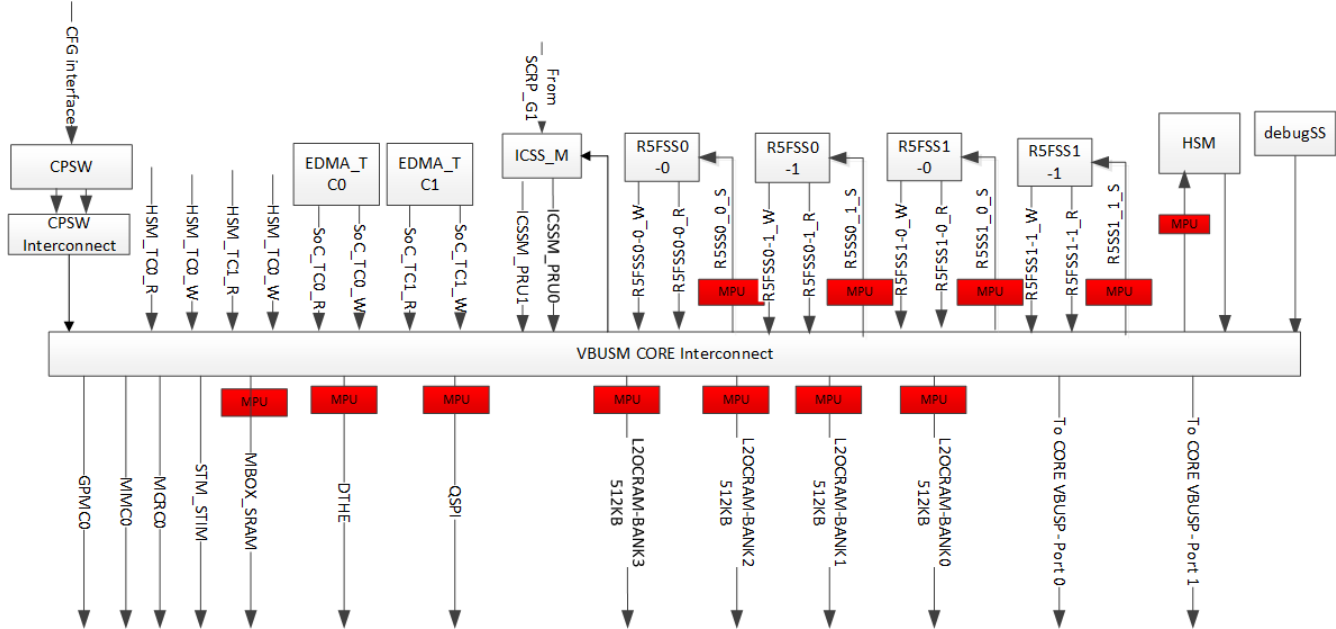 CFG interface
From
SCRP_G1
CPSW
CPSW
Interconnect
HSM_TC0_R
HSM_TC0_W
HSM_TC1_R
HSM_TC0_W
EDMA_T
C0
SoC_TC0_R
SoC_TC0_W
EDMA_T
C1
SoC_TC1_R
SoC_TC1_W
ICSS_M
ICSSM_PRU1
ICSSM_PRU0
R5FSS0
-0
R5FSS0-0_W
R5FSS0-0_R
R5SS0_0_S
MPU
R5FSS0
-1
R5FSS0-1_W
R5FSS0-1_R
R5SS0_1_S
MPU
R5FSS1
-0
R5FSS1-0_W
R5FSS1-0_R
R5SS1_0_S
MPU
R5FSS1
-1
R5FSS1-1_W
R5FSS1-1_R
R5SS1_1_S
MPU
HSM
MPU
debugSS
VBUSM CORE Interconnect
GPMC0
MMC0
MCRC0
STM_STIM
MPU
MBOX_SRAM
MPU
DTHE
MPU
QSPI
MPU
L2OCRAM-BANK3
512KB
MPU
L2OCRAM-BANK2
512KB
MPU
L2OCRAM-BANK1
512KB
MPU
L2OCRAM-BANK0
512KB
To CORE VBUSP - Port 0
To CORE VBUSP - Port 1